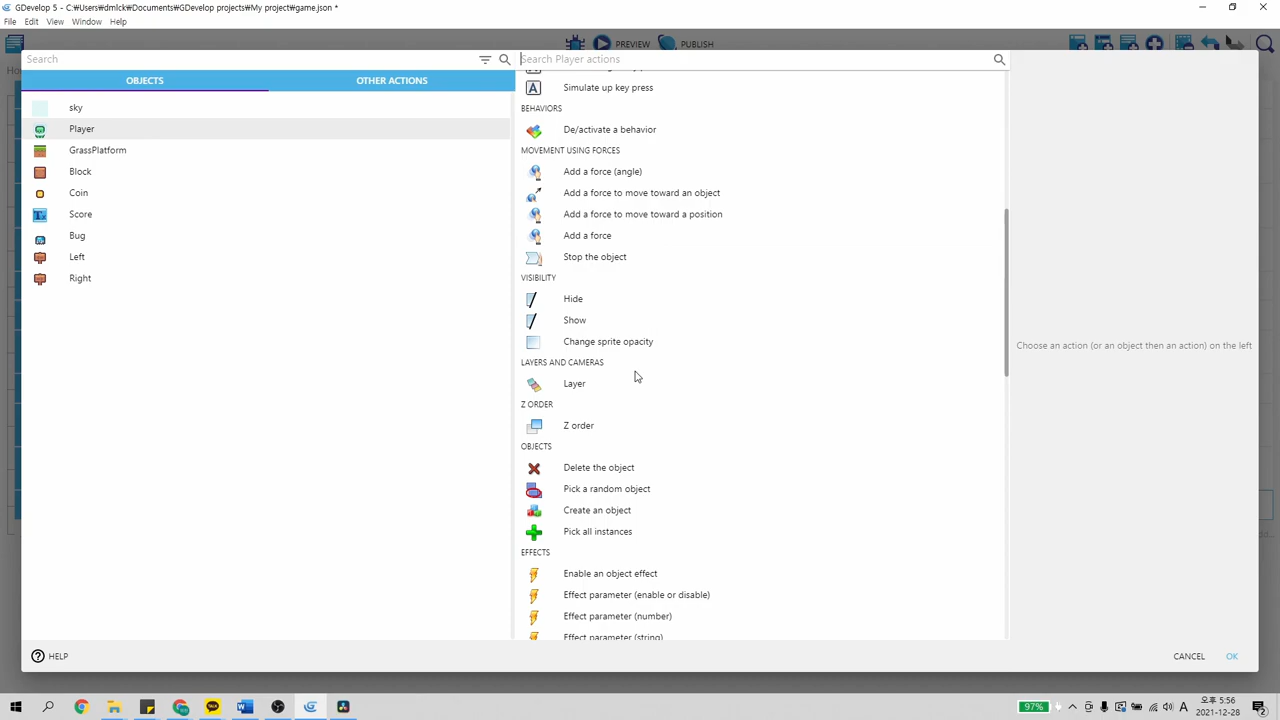 GDevelop 5 - C:₩Users₩dmlck₩Documents₩GDevelop projects₩My project₩game.json *
File Edit View Window Help
PREVIEW PUBLISH
Search
Search Player actions
OBJECTS OTHER ACTIONS
sky
Player
GrassPlatform
Block
Coin
Score
Bug
Left
Right
Simulate up key press
BEHAVIORS
De/activate a behavior
MOVEMENT USING FORCES
Add a force (angle)
Add a force to move toward an object
Add a force to move toward a position
Add a force
Stop the object
VISIBILITY
Hide
Show
Change sprite opacity
LAYERS AND CAMERAS
Layer
Z ORDER
Z order
OBJECTS
Delete the object
Pick a random object
Create an object
Pick all instances
EFFECTS
Enable an object effect
Effect parameter (enable or disable)
Effect parameter (number)
Effect parameter (string)
Choose an action (or an object then an action) on the left
HELP
CANCEL OK
97%
A
오후 5:56
2021-12-28
2